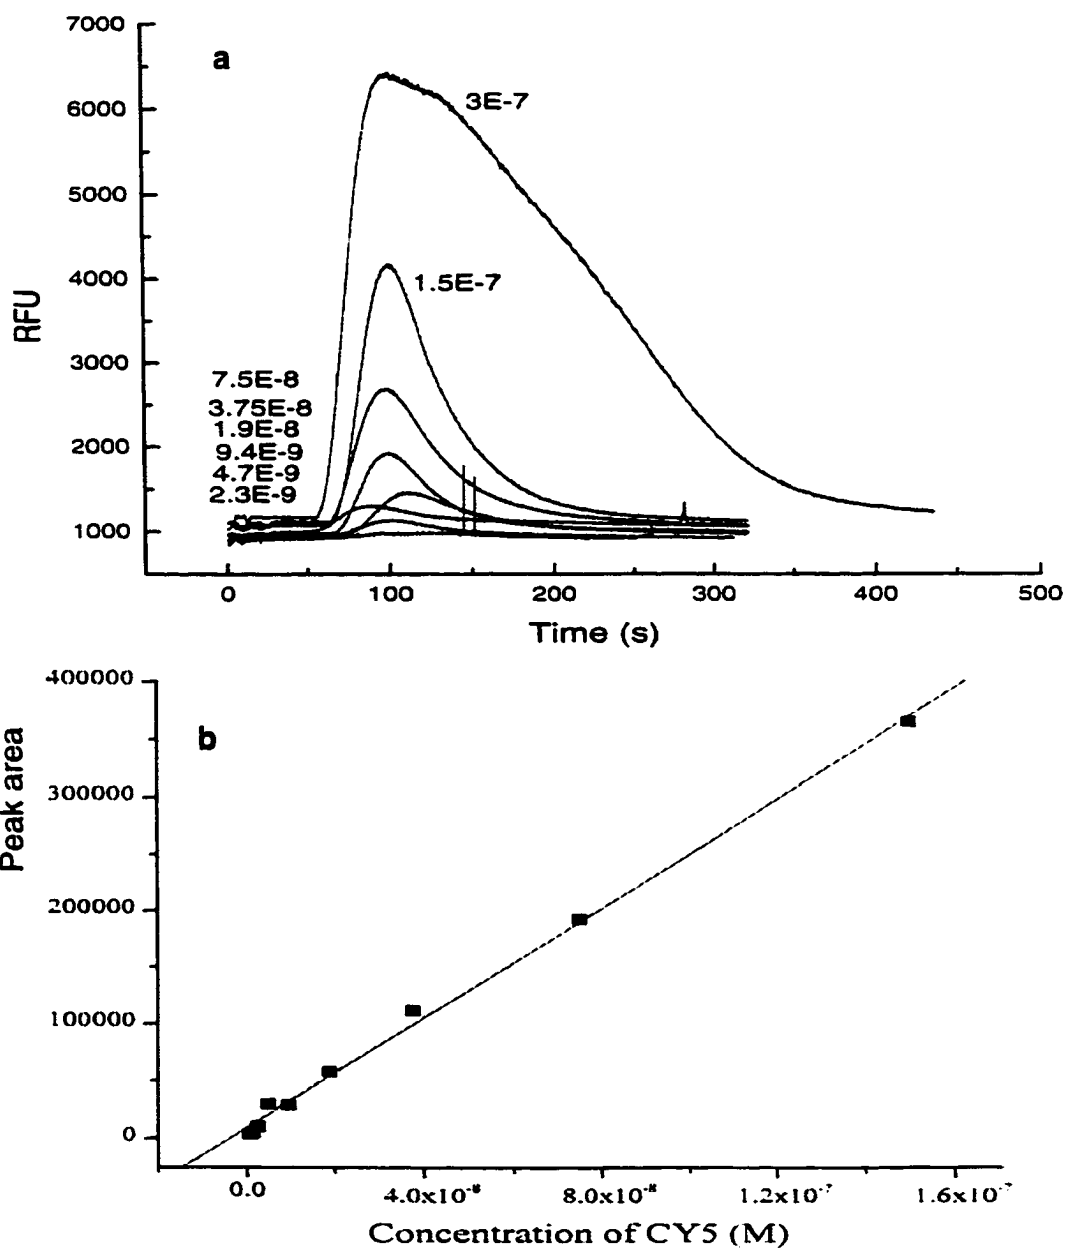 7000
a
6000
3E-7
5000
4000
1.5E-7
RFU
3000
7.5E-8
3.75E-8
1.9E-8
2000
9.4E-9
4.7E-9
2.3E-9
1000
0 100 200 300 400 500
Time (s)
400000
b
300000
Peak area
200000
100000
0
0.0 4.0x10⁻⁸ 8.0x10⁻⁸ 1.2x10⁻⁷ 1.6x10⁻⁷
Concentration of CY5 (M)